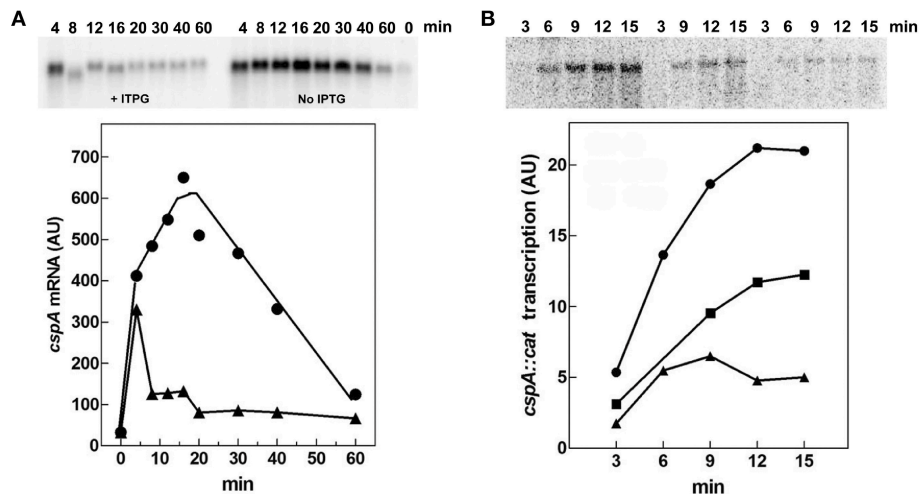 A
4 8 12 16 20 30 40 60 4 8 12 16 20 30 40 60 0 min
+ ITPG No IPTG
700
600
500
400
300
200
100
0
cspA mRNA (AU)
0 10 20 30 40 50 60
min
B
3 6 9 12 15 3 9 12 15 3 6 9 12 15 min
20
15
10
5
0
cspA::cat transcription (AU)
3 6 9 12 15
min